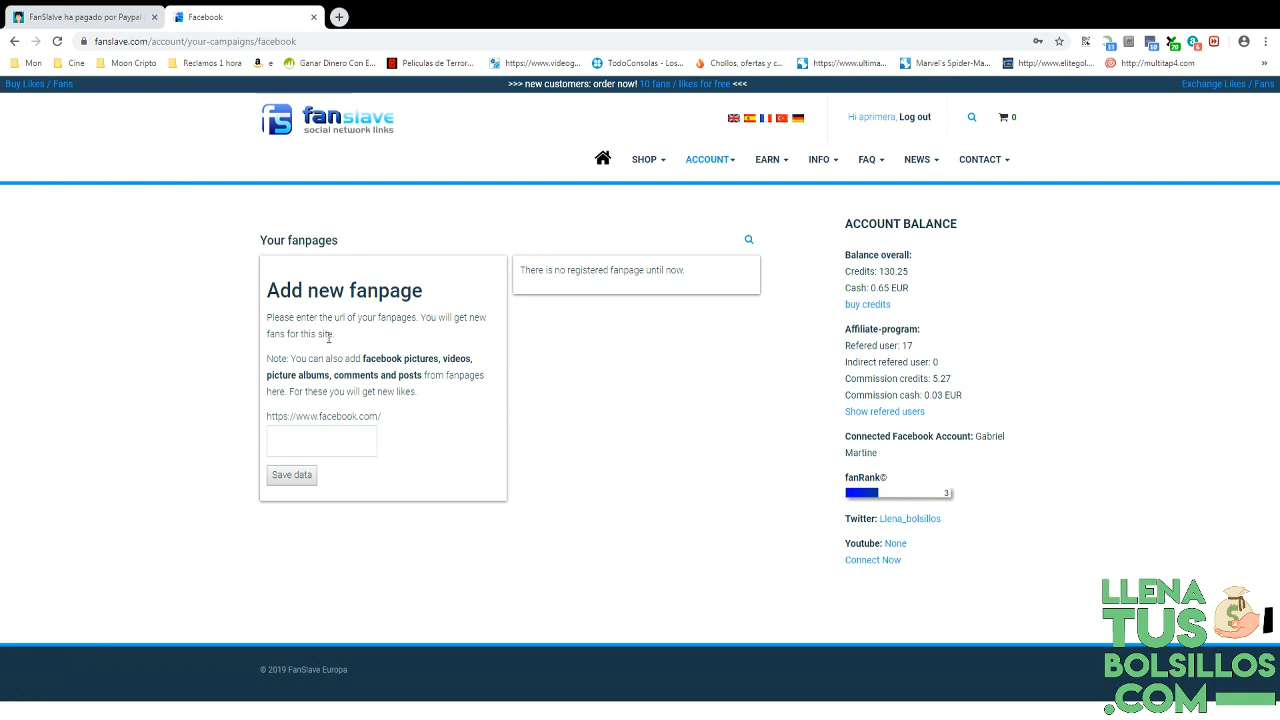 FanSlave ha pagado por Paypal
Facebook
fanslave.com/account/your-campaigns/facebook
Mon
Cine
Moon Cripto
Reclamos 1 hora
e
Ganar Dinero Con E...
Peliculas de Terror...
https://www.videog...
TodoConsolas - Lo...
Chollos, ofertas y c...
https://www.ultima...
Marvel's Spider-Ma...
http://www.elitegol...
http://multitap4.com
»
Buy Likes / Fans
>>> new customers: order now! 10 fans / likes for free <<<
Exchange Likes / Fans
fs fanslave
social network links
Hi aprimera, Log out
0
SHOP
ACCOUNT
EARN
INFO
FAQ
NEWS
CONTACT
Your fanpages
Add new fanpage
Please enter the url of your fanpages. You will get new
fans for this site.
Note: You can also add facebook pictures, videos,
picture albums, comments and posts from fanpages
here. For these you will get new likes.
https://www.facebook.com/
Save data
There is no registered fanpage until now.
ACCOUNT BALANCE
Balance overall:
Credits: 130.25
Cash: 0.65 EUR
buy credits
Affiliate-program:
Refered user: 17
Indirect refered user: 0
Commission credits: 5.27
Commission cash: 0.03 EUR
Show refered users
Connected Facebook Account: Gabriel
Martine
fanRank©
3
Twitter: Llena_bolsillos
Youtube: None
Connect Now
© 2019 FanSlave Europa
LLENA
TUS
BOLSILLOS
.COM